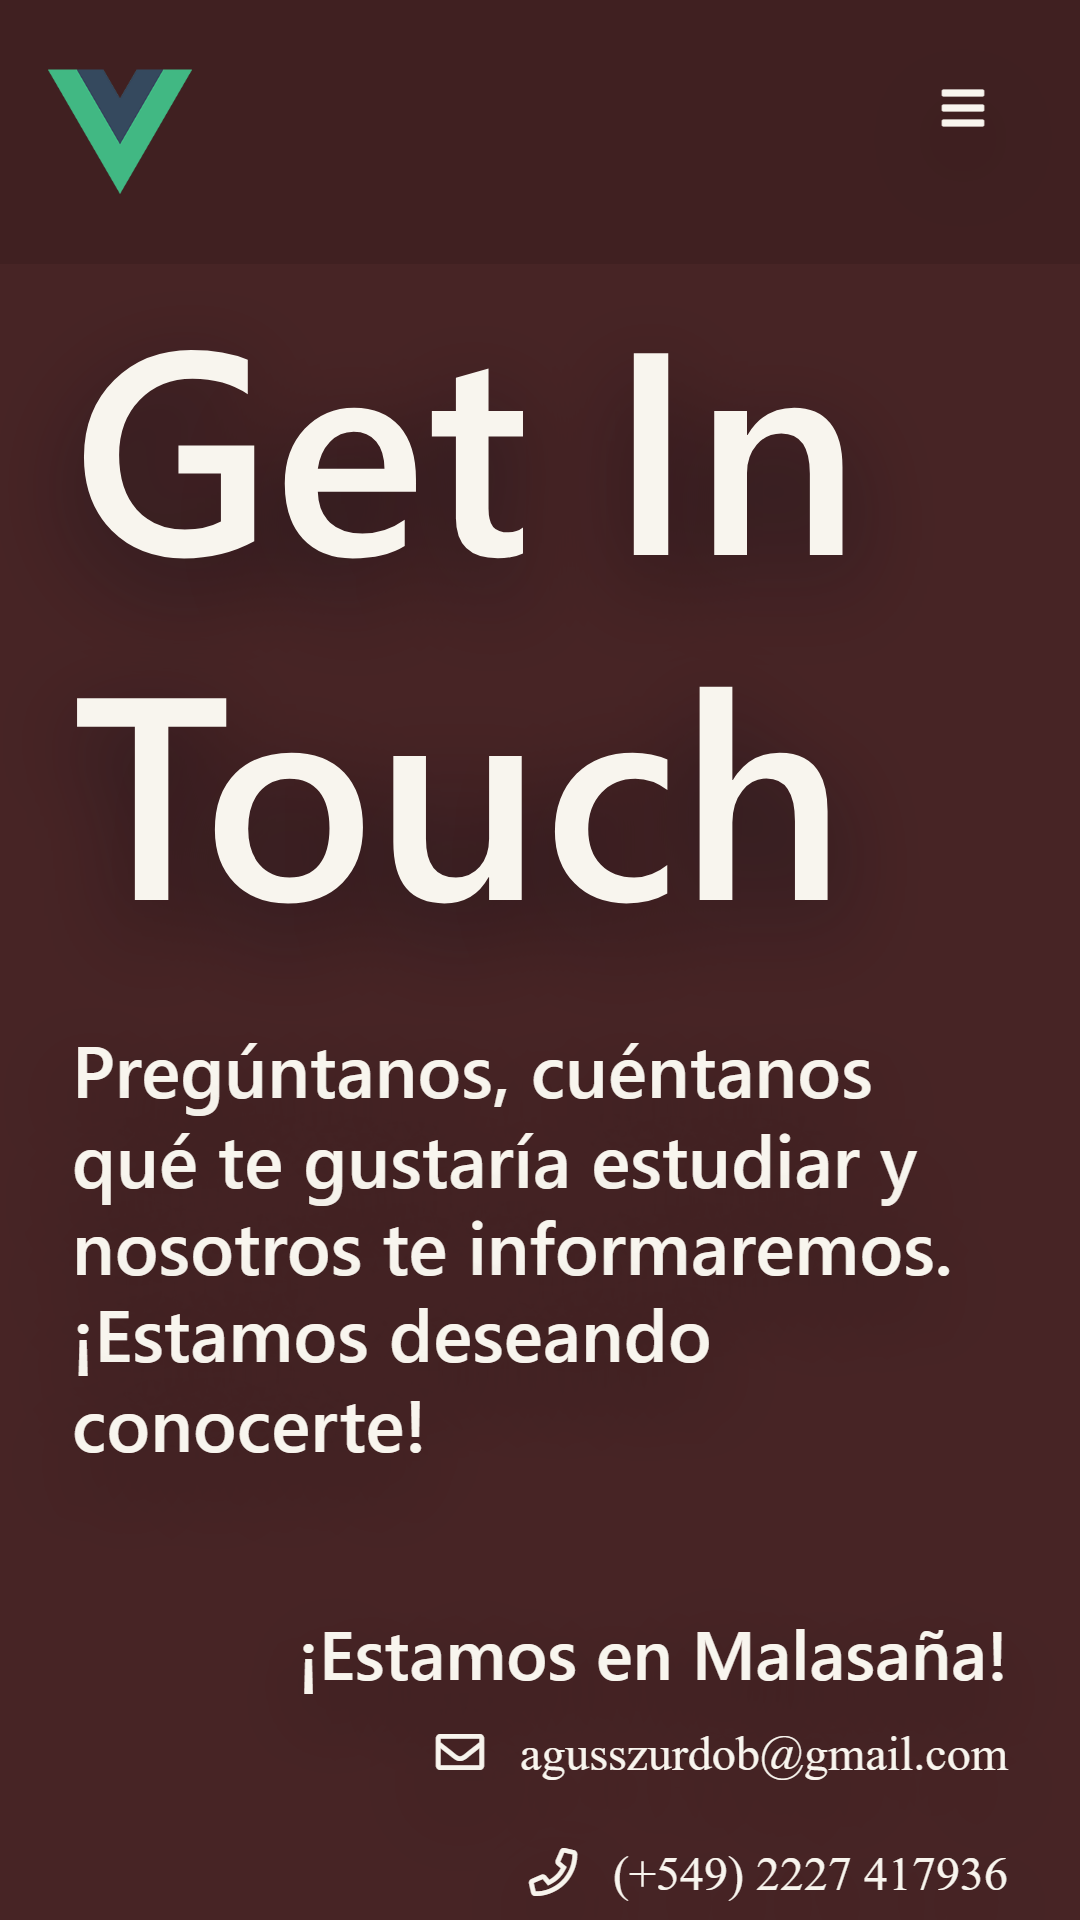 Get In
Touch
Pregúntanos, cuéntanos
qué te gustaría estudiar y
nosotros te informaremos.
¡Estamos deseando
conocerte!
¡Estamos en Malasaña!
agusszurdob@gmail.com
(+549) 2227 417936